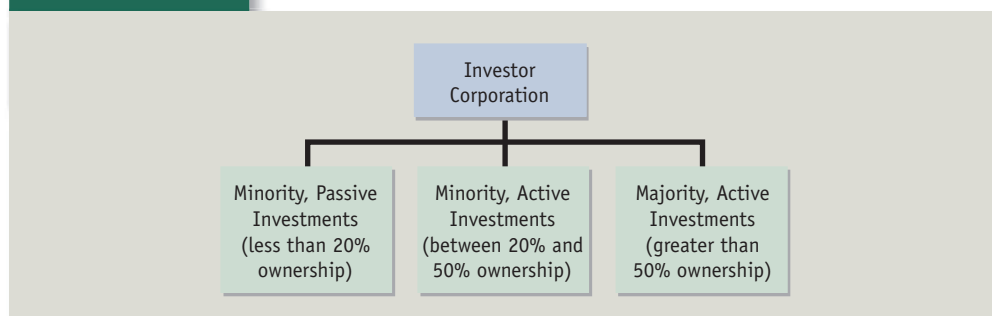 Investor
Corporation
Minority, Passive
Investments
(less than 20%
ownership)
Minority, Active
Investments
(between 20% and
50% ownership)
Majority, Active
Investments
(greater than
50% ownership)